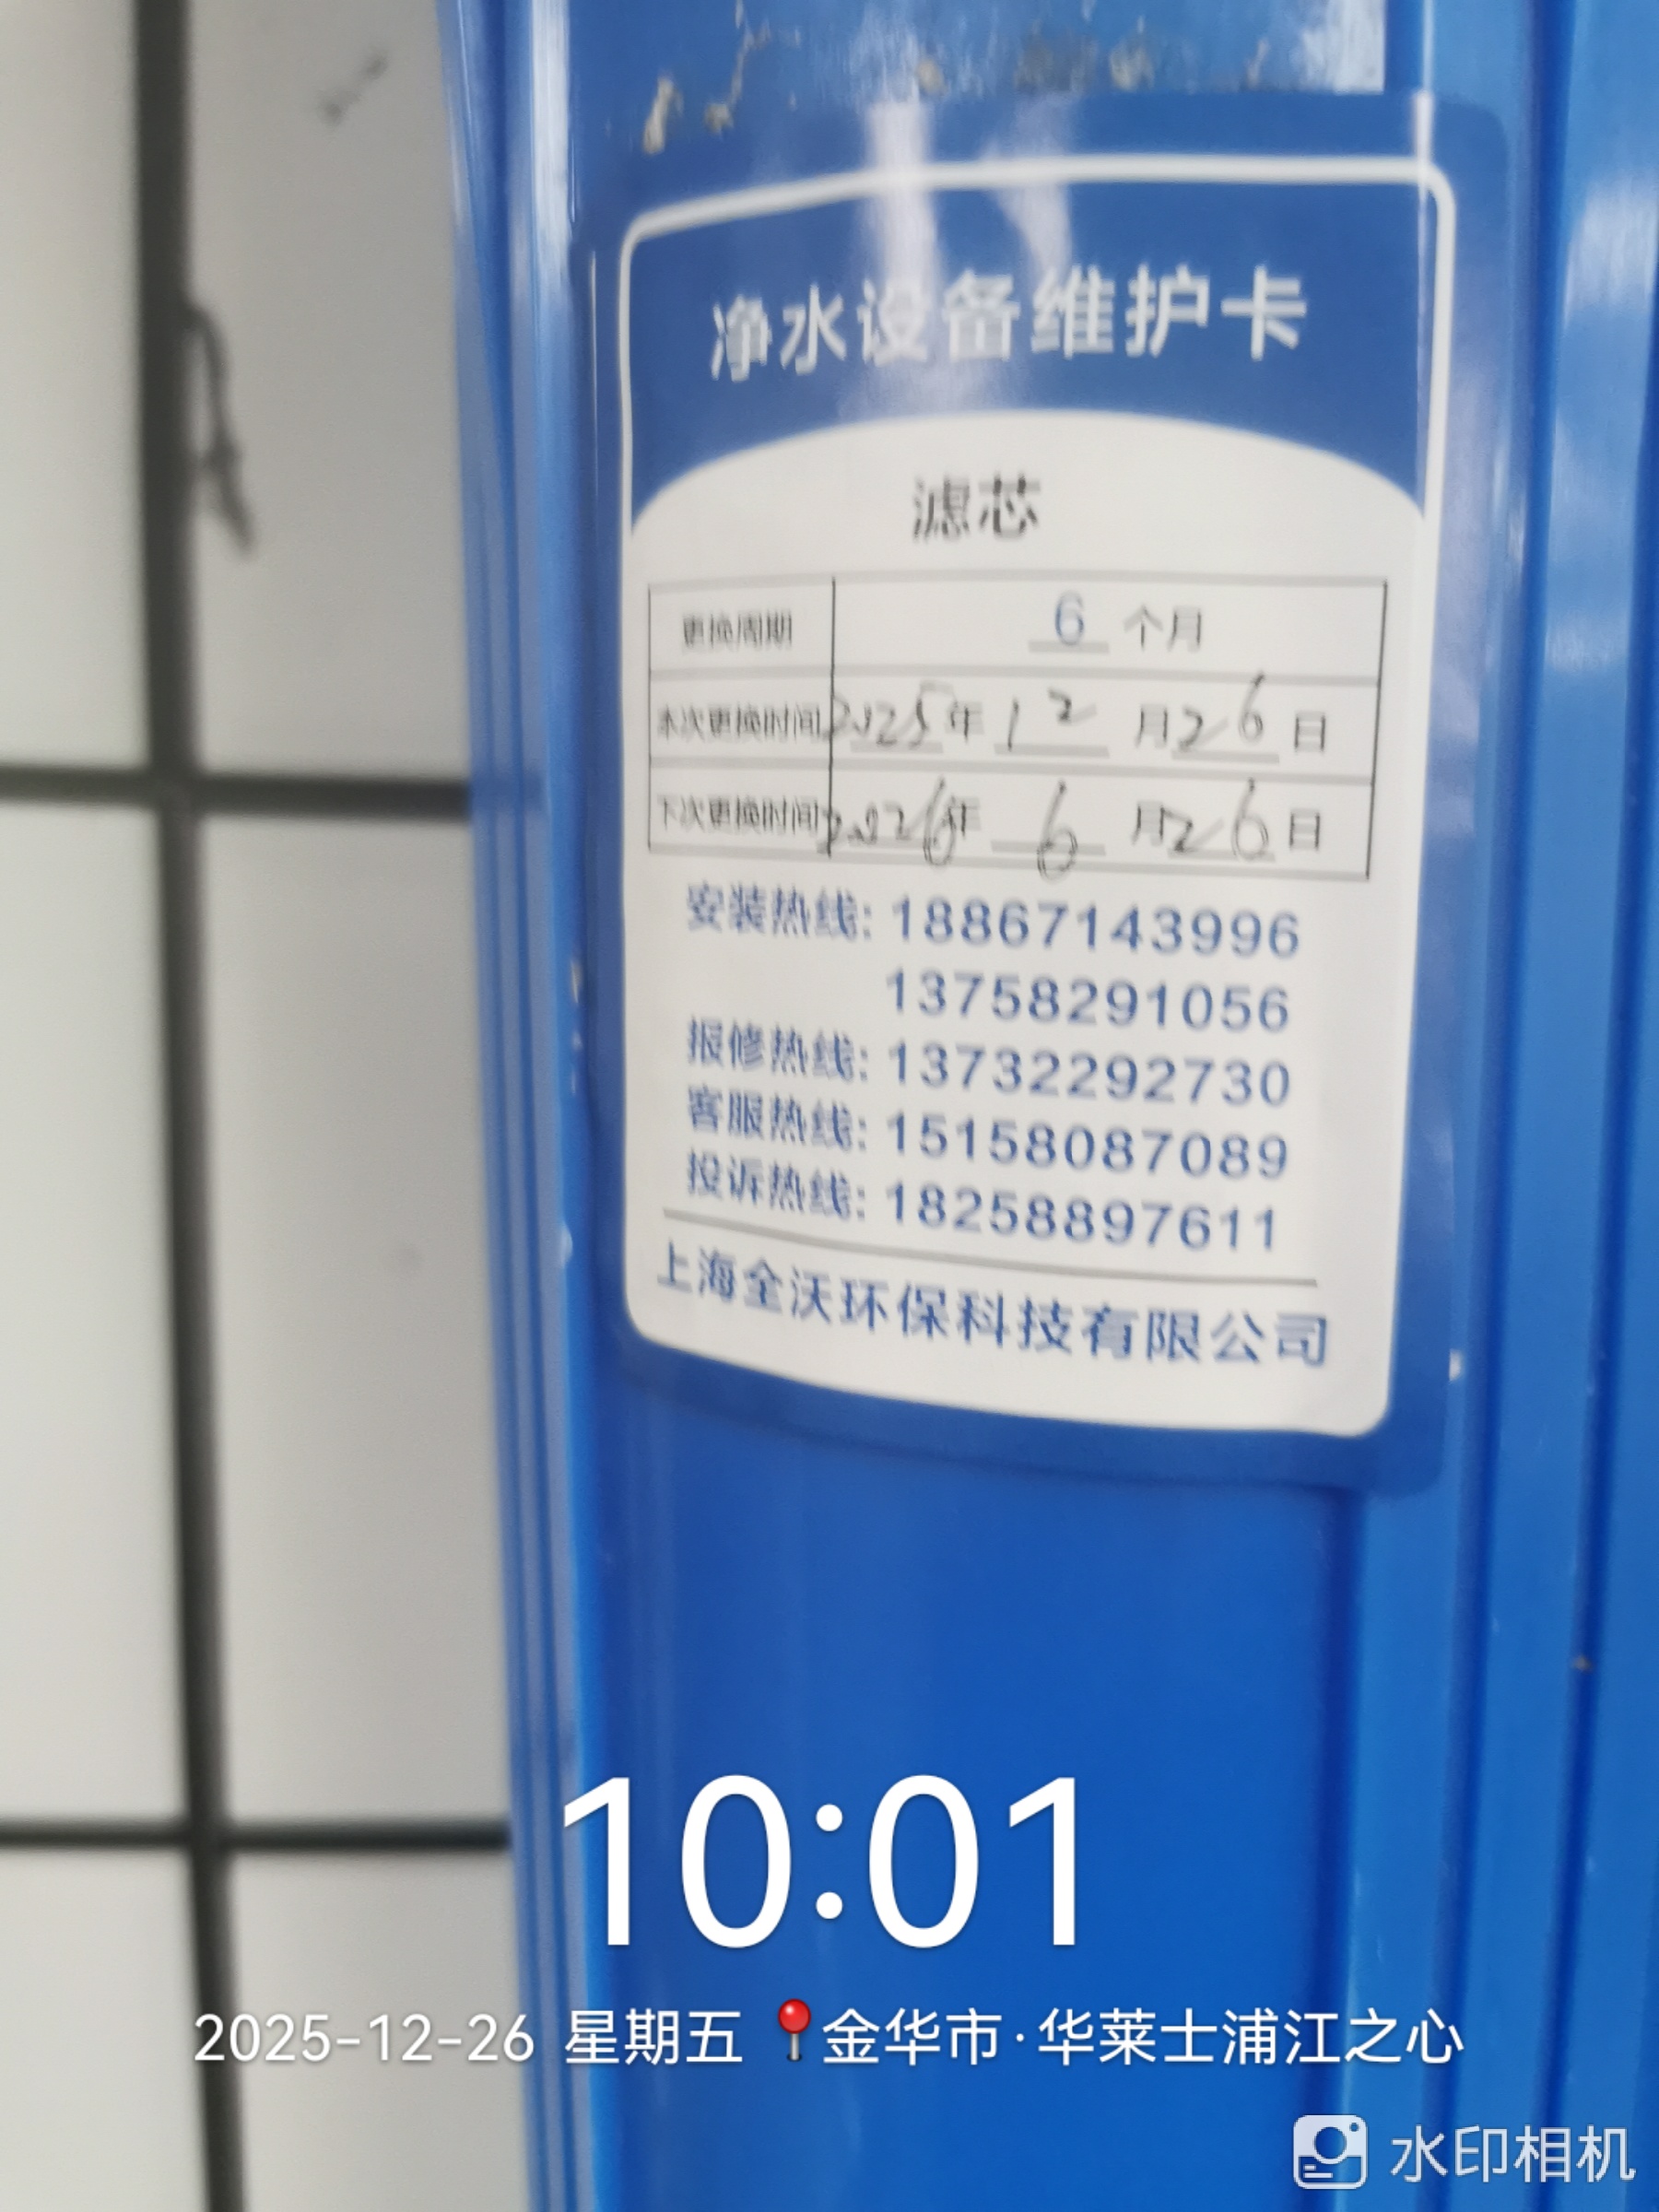 净水设备维护卡
滤芯
更换周期 6 个月
本次更换时间 2025年 12 月 26 日
下次更换时间 2026年 6 月 26 日
安装热线: 18867143996
13758291056
报修热线: 13732292730
客服热线: 15158087089
投诉热线: 18258897611
上海全沃环保科技有限公司
10:01
2025-12-26 星期五 📍金华市·华莱士浦江之心
水印相机